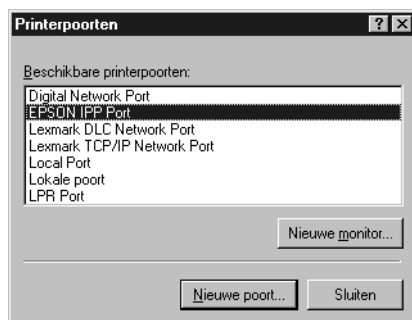 Printerpoorten
Beschikbare printerpoorten:
Digital Network Port
EPSON IPP Port
Lexmark DLC Network Port
Lexmark TCP/IP Network Port
Local Port
Lokale poort
LPR Port
Nieuwe monitor...
Nieuwe poort...
Sluiten